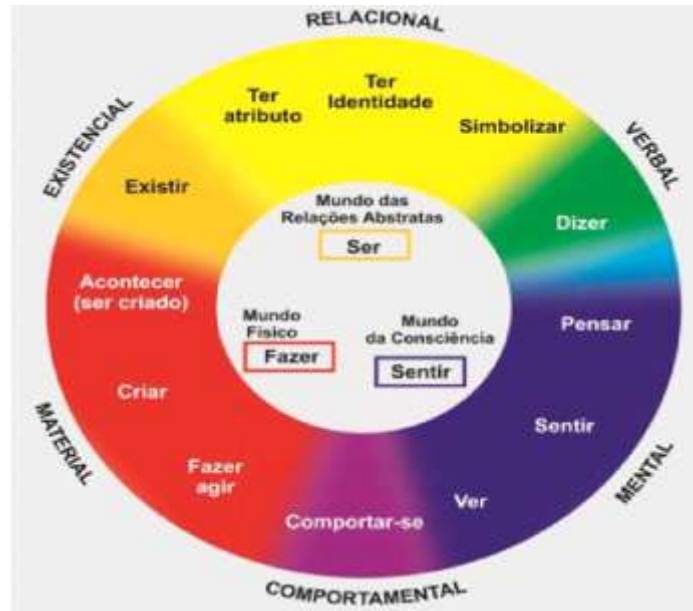 RELACIONAL
EXISTENCIAL
VERBAL
Ter
atributo
Ter
Identidade
Simbolizar
Existir
Dizer
Mundo das
Relações Abstratas
Ser
Acontecer
(ser criado)
Mundo
Físico
Fazer
Mundo
da Consciência
Sentir
Pensar
Criar
Sentir
Fazer
agir
Ver
Comportar-se
MATERIAL
MENTAL
COMPORTAMENTAL